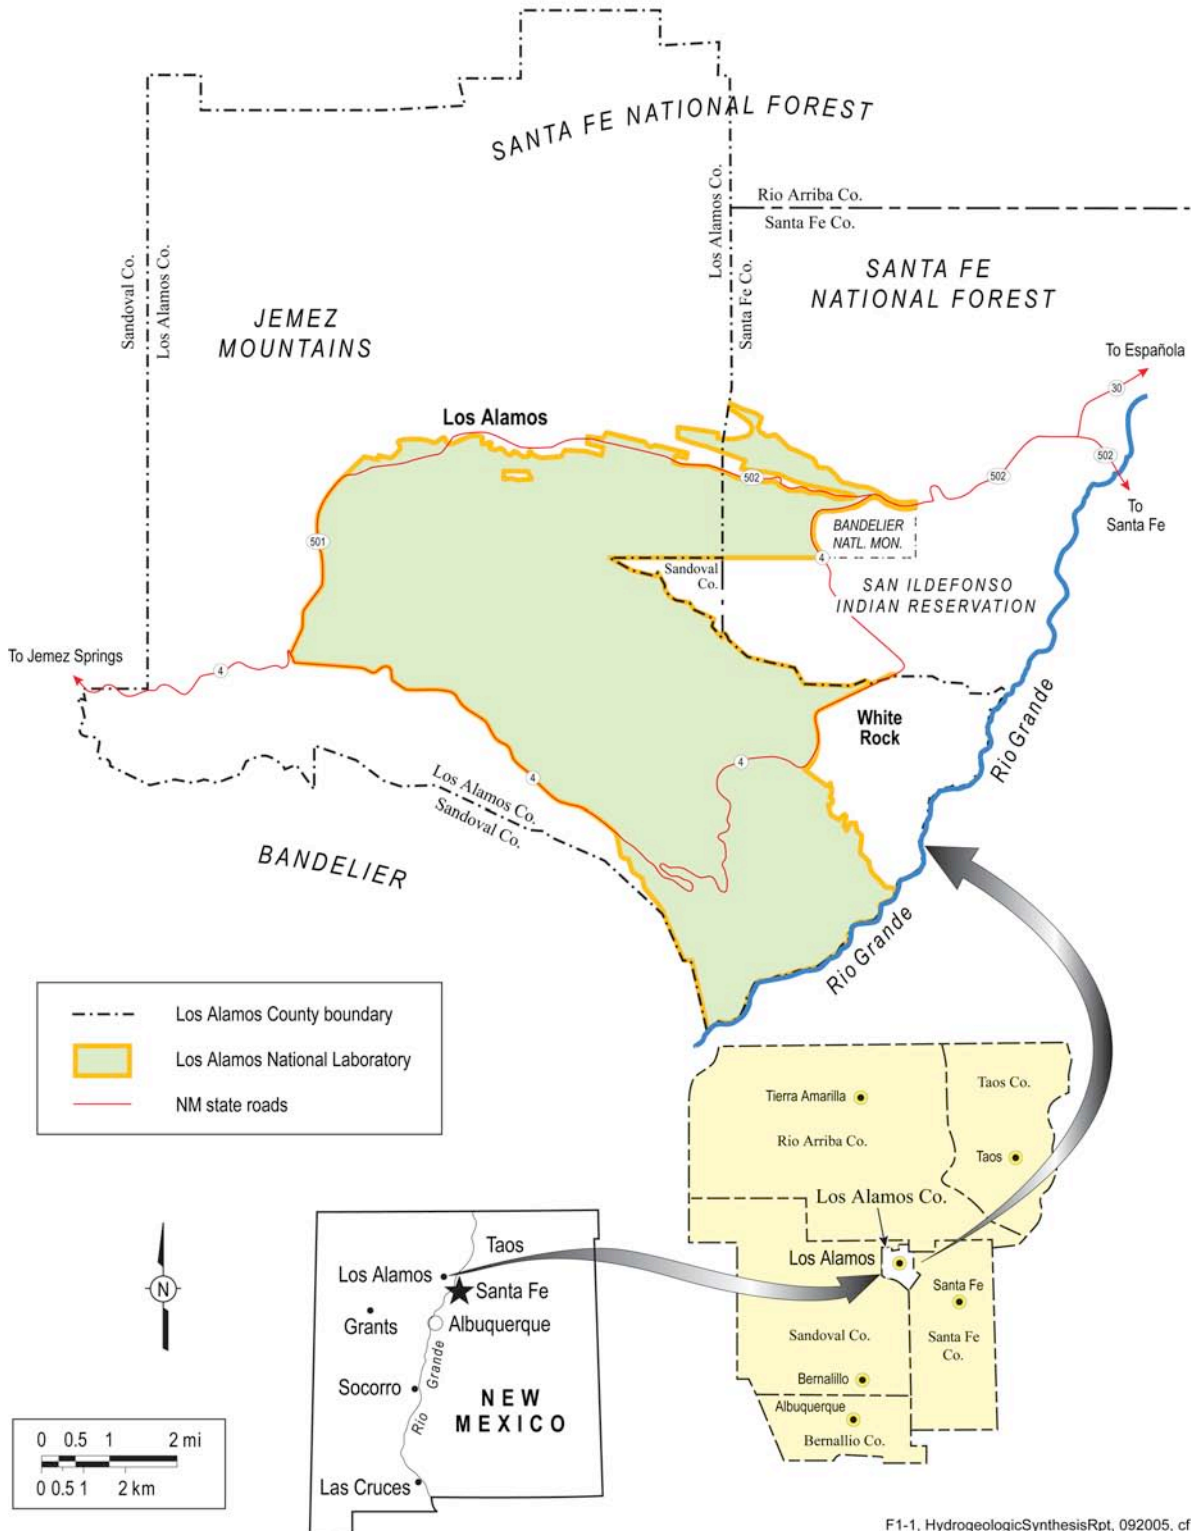 SANTA FE NATIONAL FOREST
Los Alamos Co.
Santa Fe Co.
Rio Arriba Co.
Santa Fe Co.
Sandoval Co.
Los Alamos Co.
SANTA FE
NATIONAL FOREST
JEMEZ
MOUNTAINS
To Española
30
Los Alamos
502
502
502
To
Santa Fe
BANDELIER
NATL. MON.
501
4
Sandoval
Co.
SAN ILDEFONSO
INDIAN RESERVATION
To Jemez Springs
4
White
Rock
Rio Grande
4
4
Los Alamos Co.
Sandoval Co.
BANDELIER
Rio Grande
Los Alamos County boundary
Los Alamos National Laboratory
NM state roads
Taos Co.
Tierra Amarilla
Rio Arriba Co.
Taos
Los Alamos Co.
Los Alamos
Santa Fe
Sandoval Co.
Santa Fe
Co.
Bernalillo
Albuquerque
Bernallio Co.
N
Taos
Los Alamos
Santa Fe
Grants
Albuquerque
Rio Grande
Socorro
NEW
MEXICO
Las Cruces
0 0.5 1 2 mi
0 0.5 1 2 km
F1-1, HydrogeologicSynthesisRpt, 092005, cf